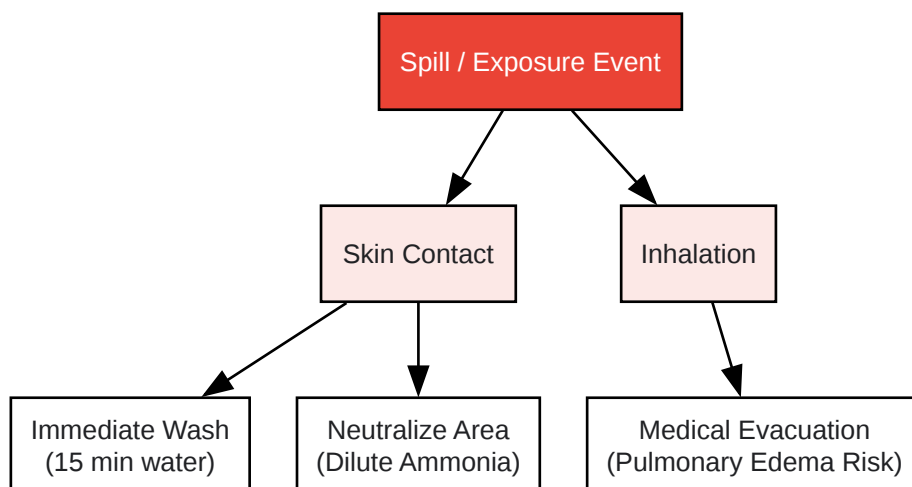 Spill / Exposure Event
Skin Contact
Inhalation
Immediate Wash
(15 min water)
Neutralize Area
(Dilute Ammonia)
Medical Evacuation
(Pulmonary Edema Risk)